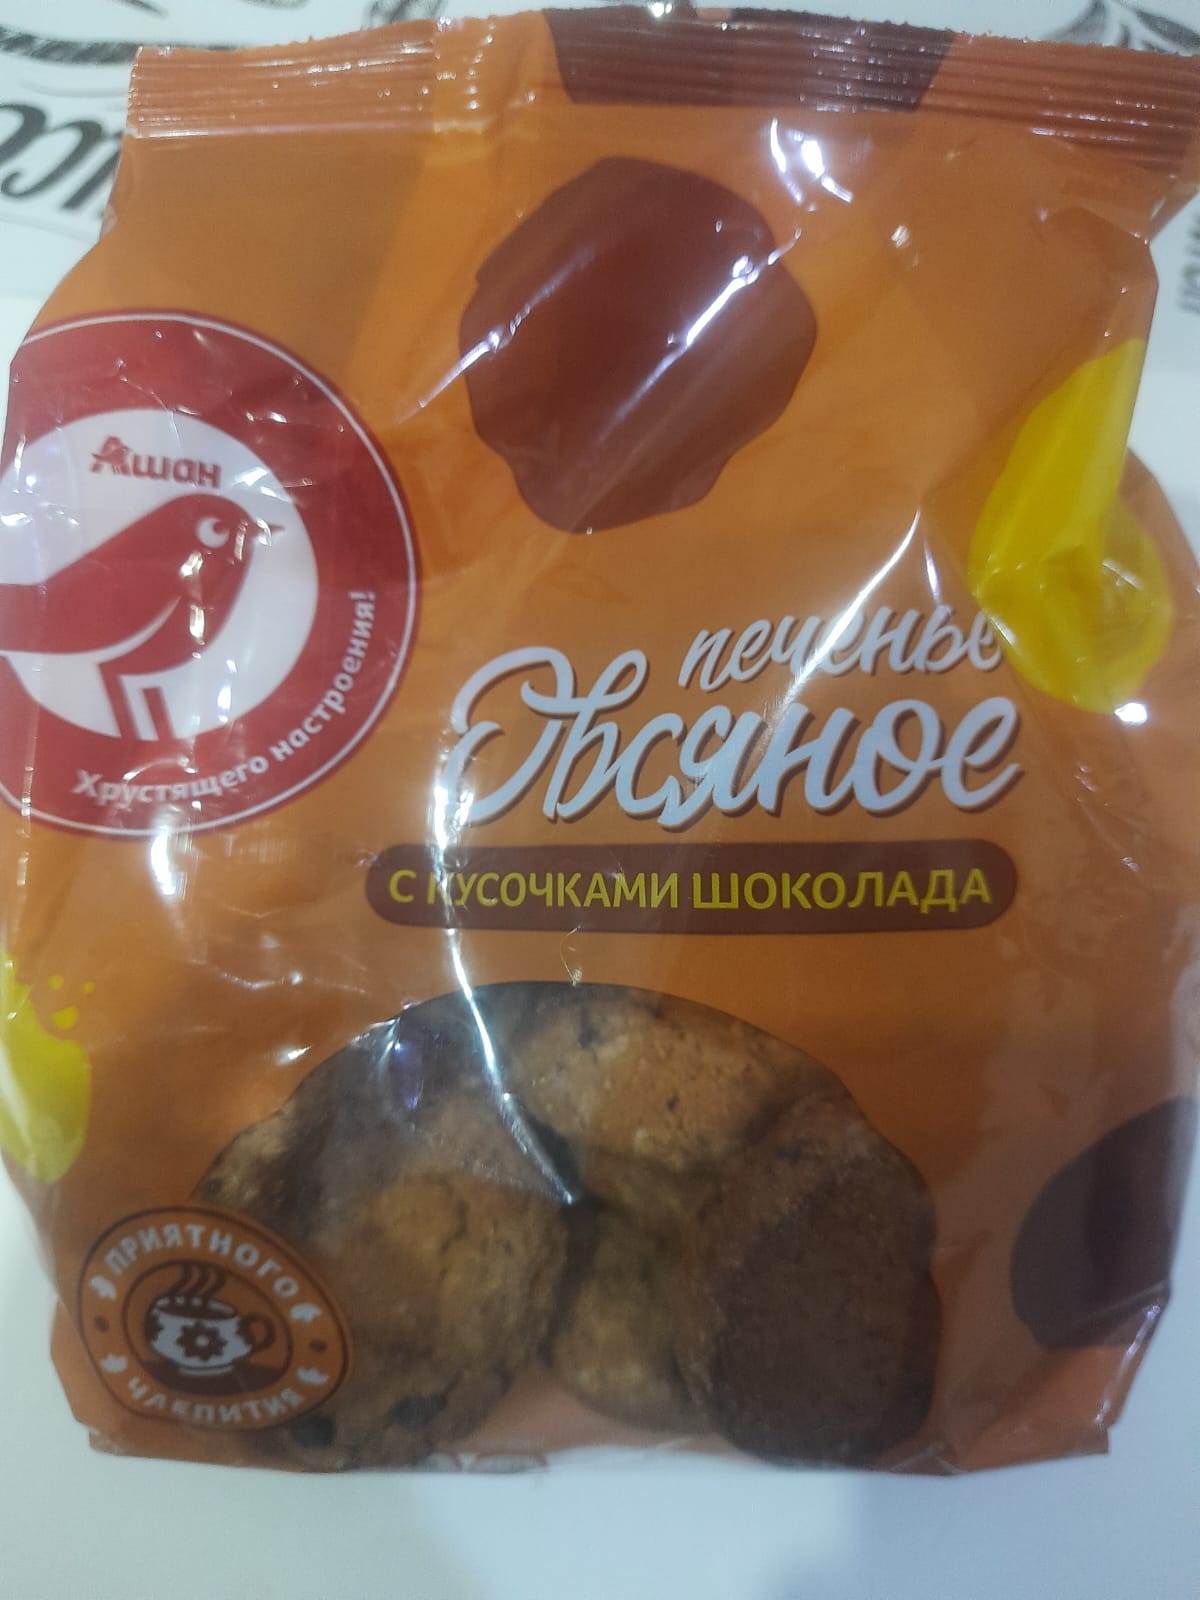 Ашан
Хрустящего настроения!
печенье
Овсяное
С КУСОЧКАМИ ШОКОЛАДА
ПРИЯТНОГО
ЧАЕПИТИЯ